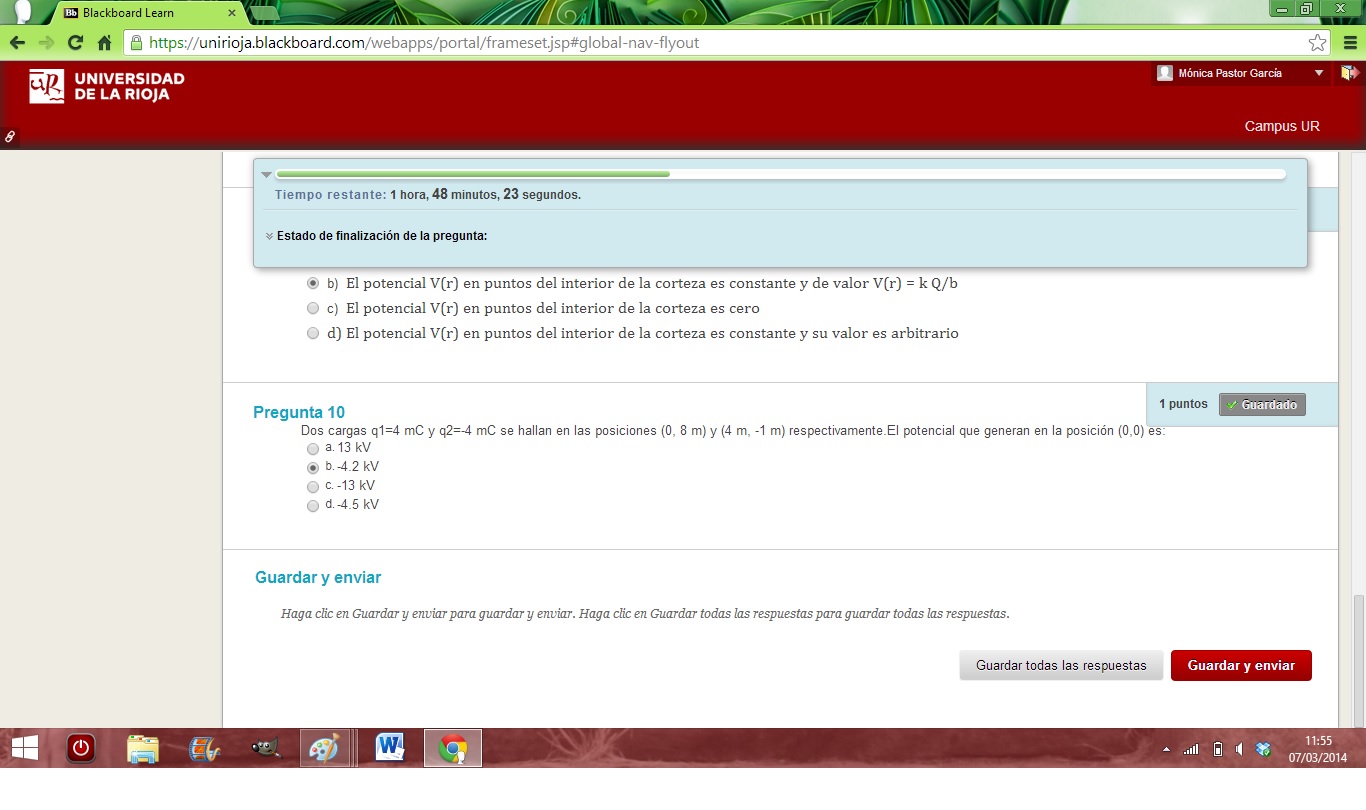 Blackboard Learn
https://unirioja.blackboard.com/webapps/portal/frameset.jsp#global-nav-flyout
UNIVERSIDAD
DE LA RIOJA
Mónica Pastor García
Campus UR
Tiempo restante: 1 hora, 48 minutos, 23 segundos.
Estado de finalización de la pregunta:
b) El potencial V(r) en puntos del interior de la corteza es constante y de valor V(r) = k Q/b
c) El potencial V(r) en puntos del interior de la corteza es cero
d) El potencial V(r) en puntos del interior de la corteza es constante y su valor es arbitrario
1 puntos Guardado
Pregunta 10
Dos cargas q1=4 mC y q2=-4 mC se hallan en las posiciones (0, 8 m) y (4 m, -1 m) respectivamente.El potencial que generan en la posición (0,0) es:
a. 13 kV
b. -4.2 kV
c. -13 kV
d. -4.5 kV
Guardar y enviar
Haga clic en Guardar y enviar para guardar y enviar. Haga clic en Guardar todas las respuestas para guardar todas las respuestas.
Guardar todas las respuestas Guardar y enviar
11:55
07/03/2014